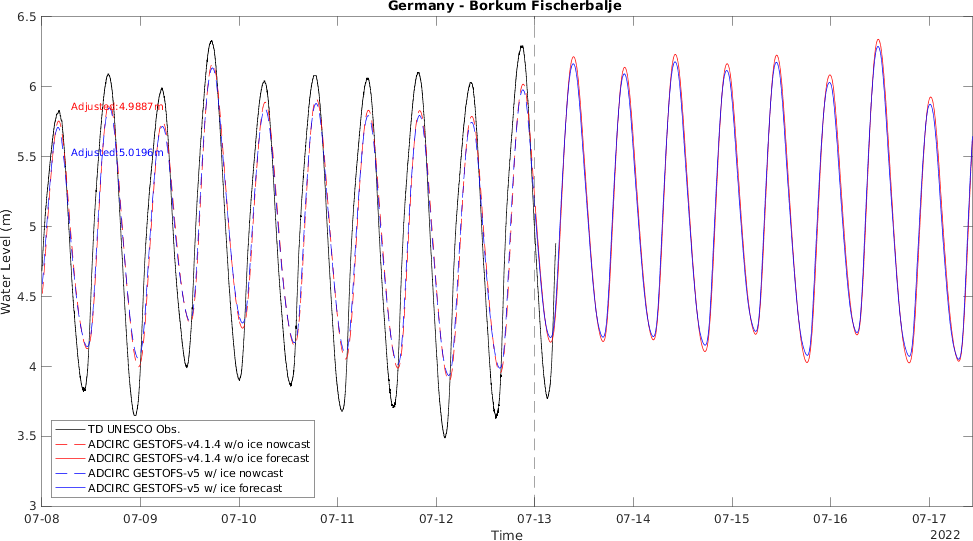 Germany - Borkum Fischerbalje
6.5
6
5.5
5
4.5
4
3.5
3
Water Level (m)
Adjusted:4.9887m
Adjusted:5.0196m
TD UNESCO Obs.
ADCIRC GESTOFS-v4.1.4 w/o ice nowcast
ADCIRC GESTOFS-v4.1.4 w/o ice forecast
ADCIRC GESTOFS-v5 w/ ice nowcast
ADCIRC GESTOFS-v5 w/ ice forecast
07-08 07-09 07-10 07-11 07-12 07-13 07-14 07-15 07-16 07-17
Time
2022